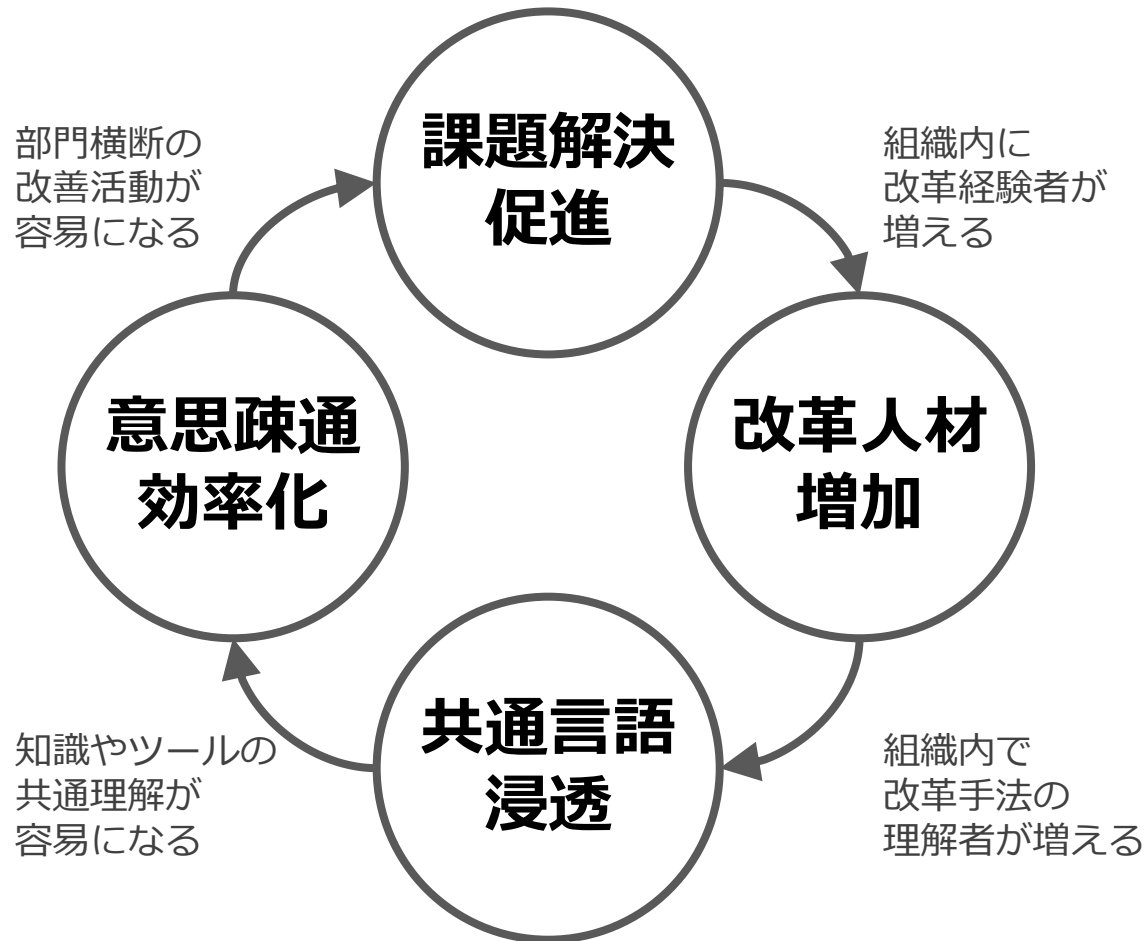 課題解決
促進
組織内に
改革経験者が
増える
改革人材
増加
組織内で
改革手法の
理解者が増える
共通言語
浸透
知識やツールの
共通理解が
容易になる
意思疎通
効率化
部門横断の
改善活動が
容易になる